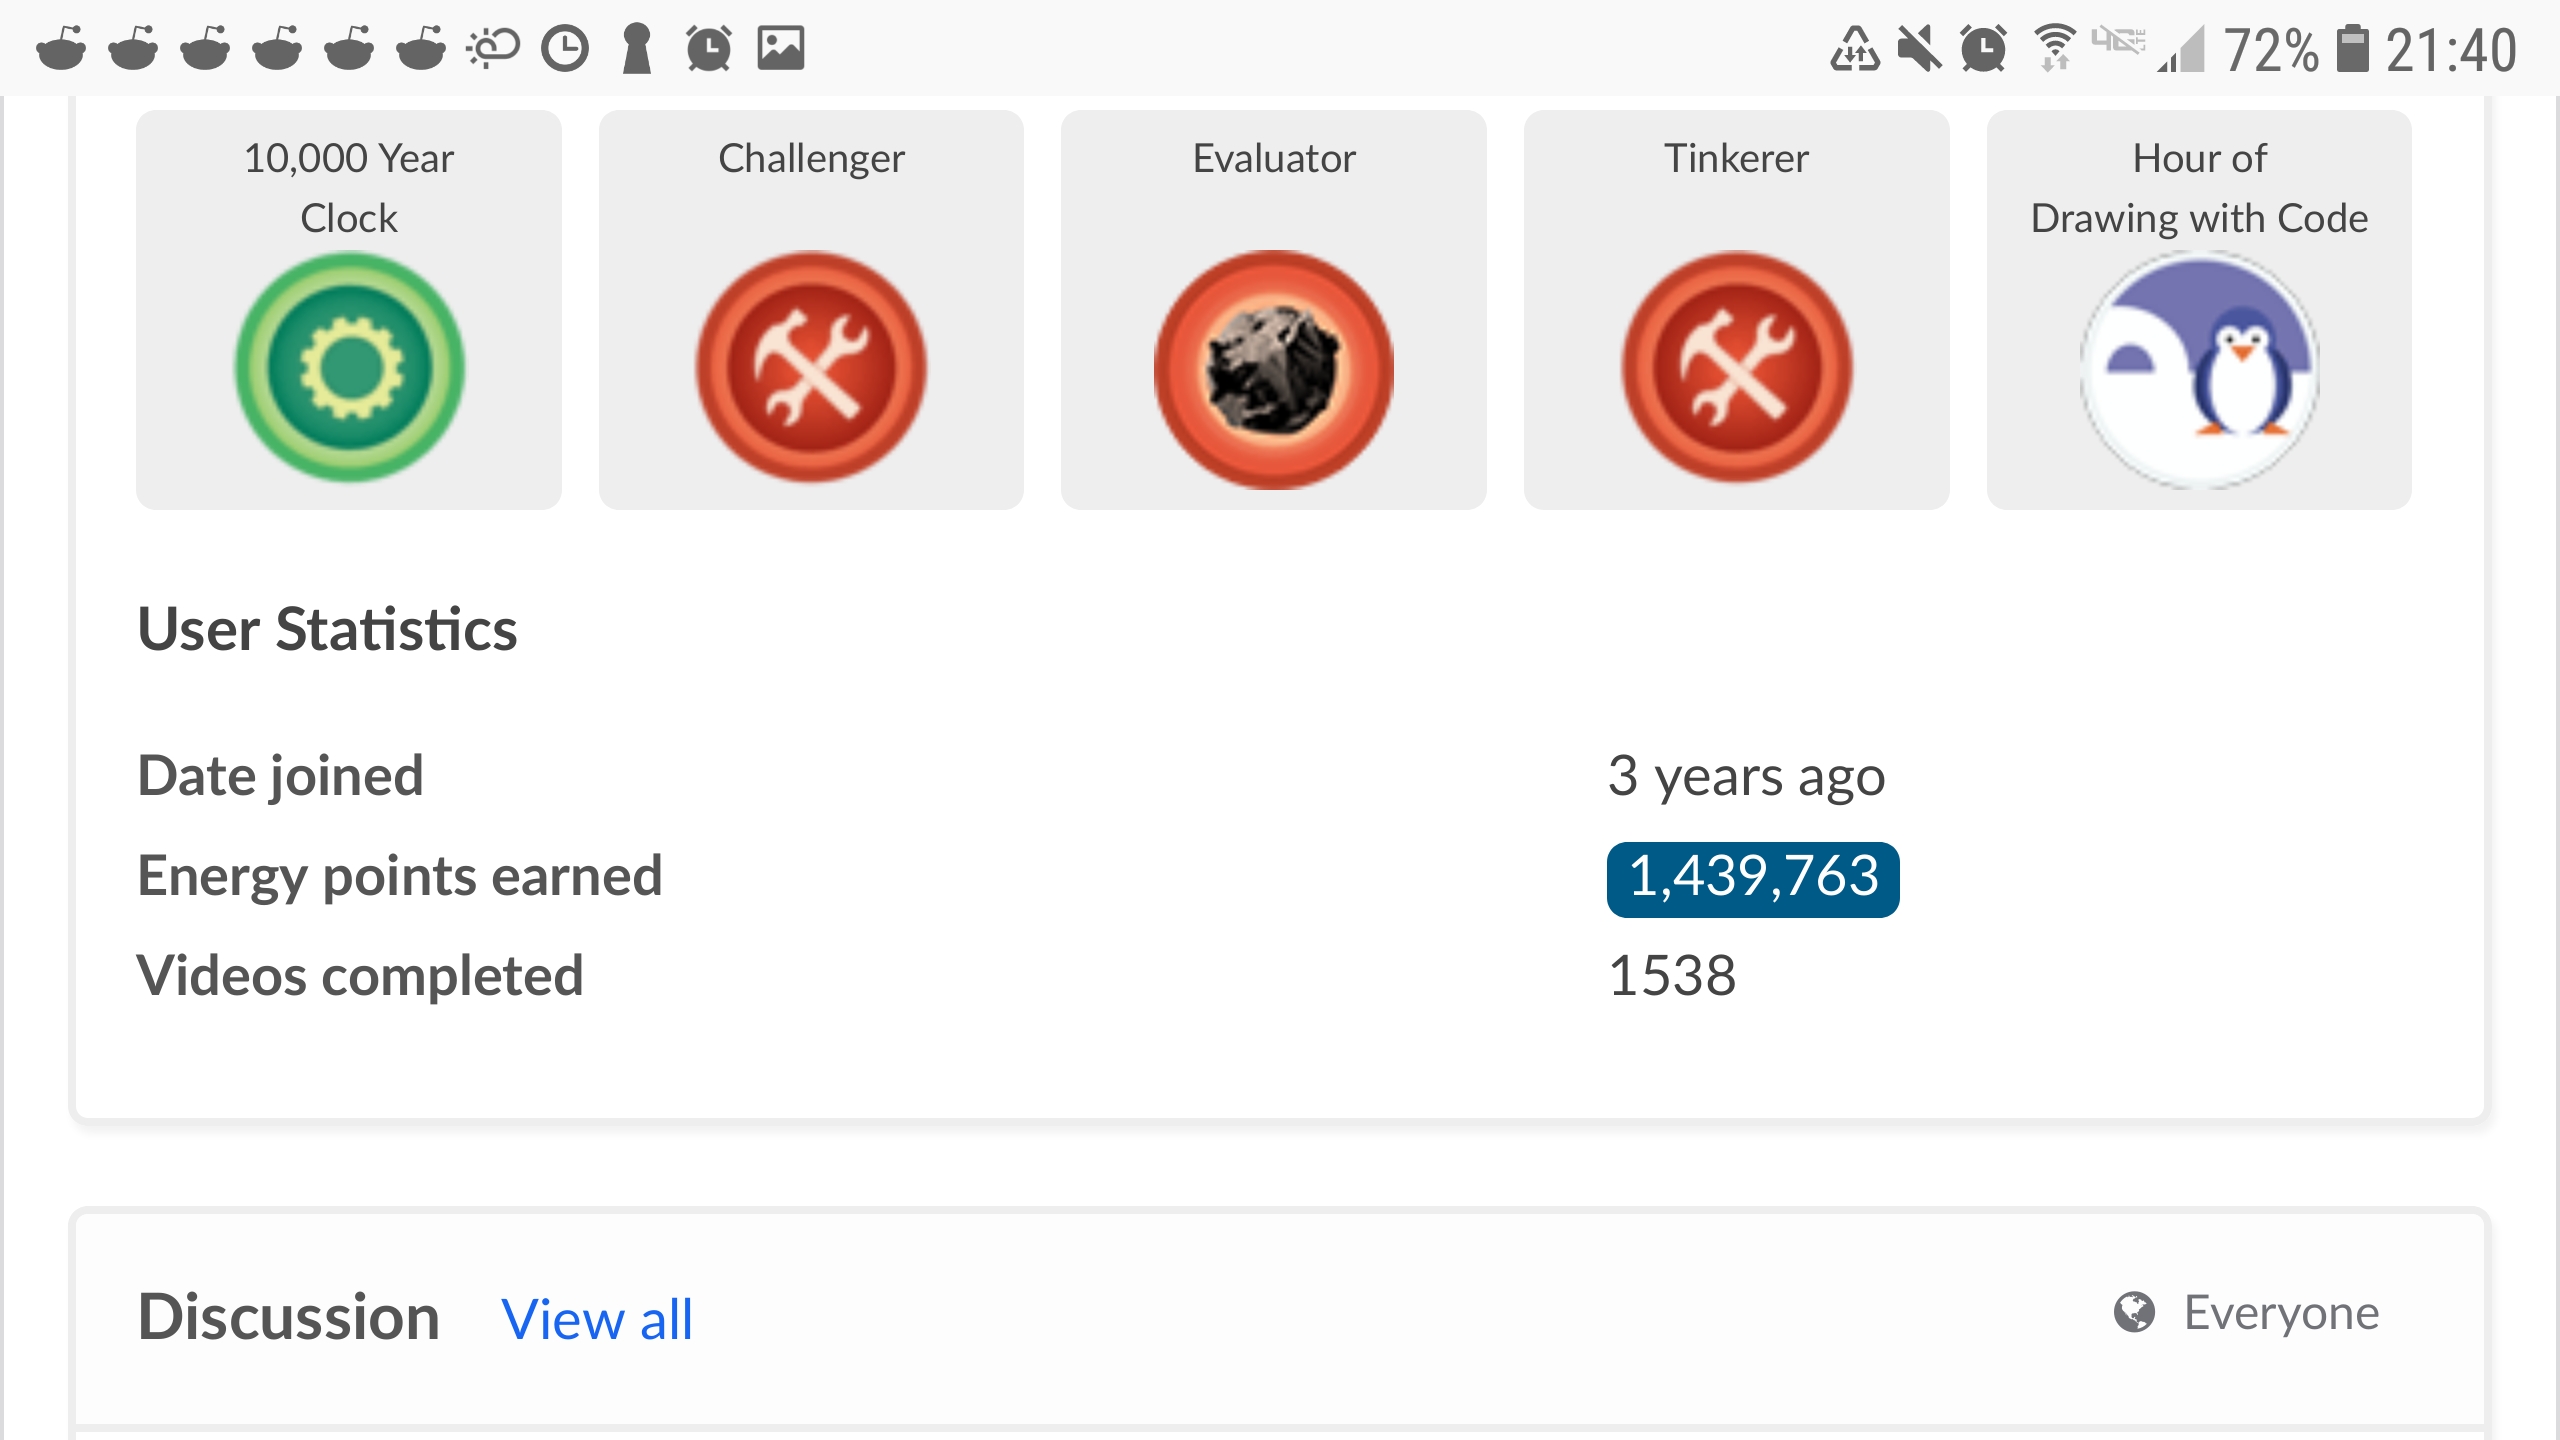 72% 21:40
10,000 Year
Clock
Challenger
Evaluator
Tinkerer
Hour of
Drawing with Code
User Statistics
Date joined 3 years ago
Energy points earned 1,439,763
Videos completed 1538
Discussion View all Everyone